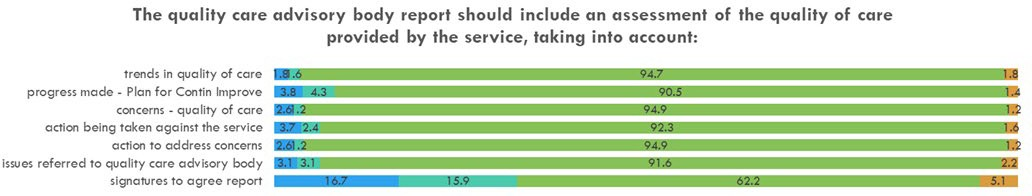 The quality care advisory body report should include an assessment of the quality of care
provided by the service, taking into account:
trends in quality of care 1.8 1.6 94.7 1.8
progress made - Plan for Contin Improve 3.8 4.3 90.5 1.4
concerns - quality of care 2.6 1.2 94.9 1.2
action being taken against the service 3.7 2.4 92.3 1.6
action to address concerns 2.6 1.2 94.9 1.2
issues referred to quality care advisory body 3.1 3.1 91.6 2.2
signatures to agree report 16.7 15.9 62.2 5.1